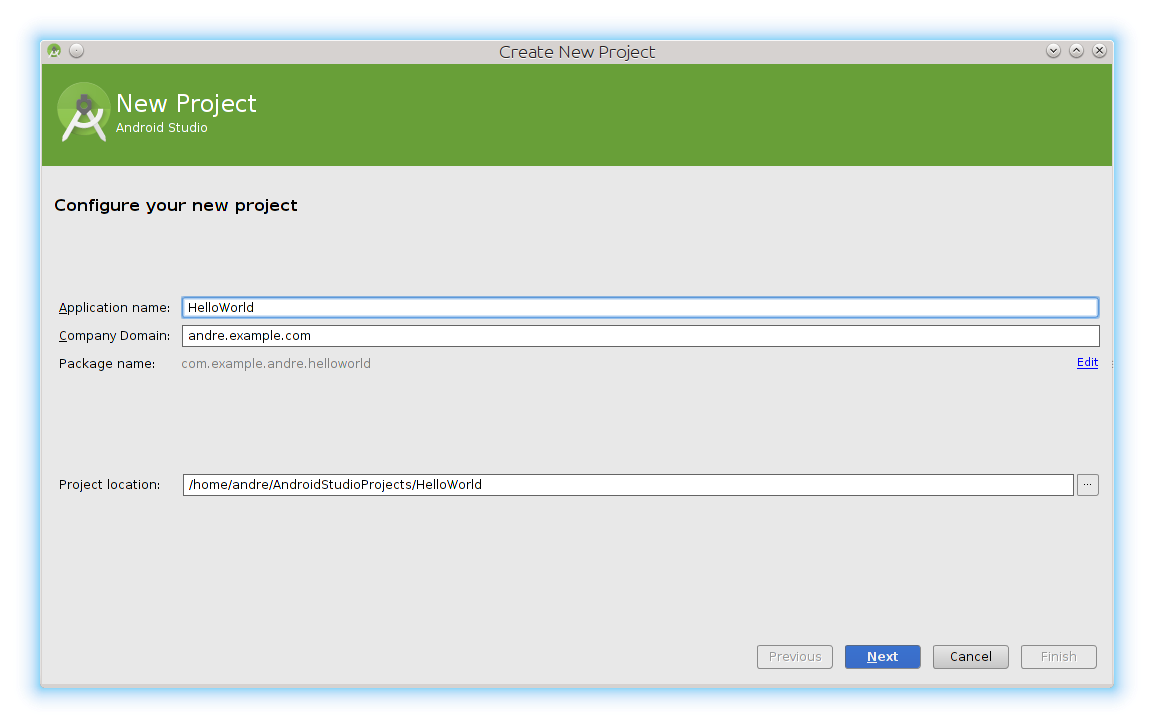 Create New Project
New Project
Android Studio
Configure your new project
Application name: HelloWorld
Company Domain: andre.example.com
Package name: com.example.andre.helloworld Edit
Project location: /home/andre/AndroidStudioProjects/HelloWorld ...
Previous Next Cancel Finish